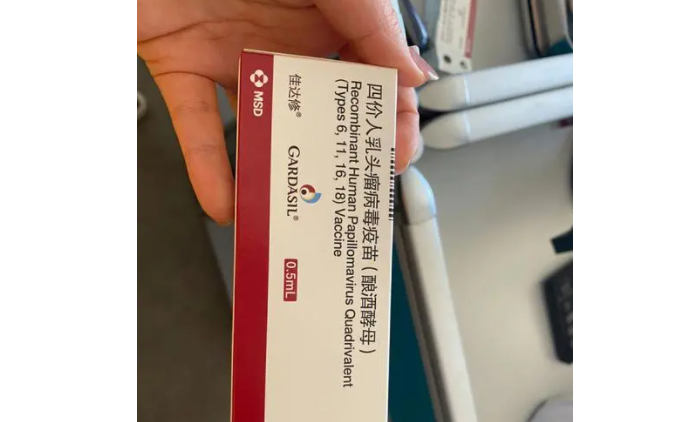 四价人乳头瘤病毒疫苗(酿酒酵母)
Recombinant Human Papillomavirus Quadrivalent
(Types 6, 11, 16, 18) Vaccine
佳达修®
GARDASIL®
0.5mL
MSD